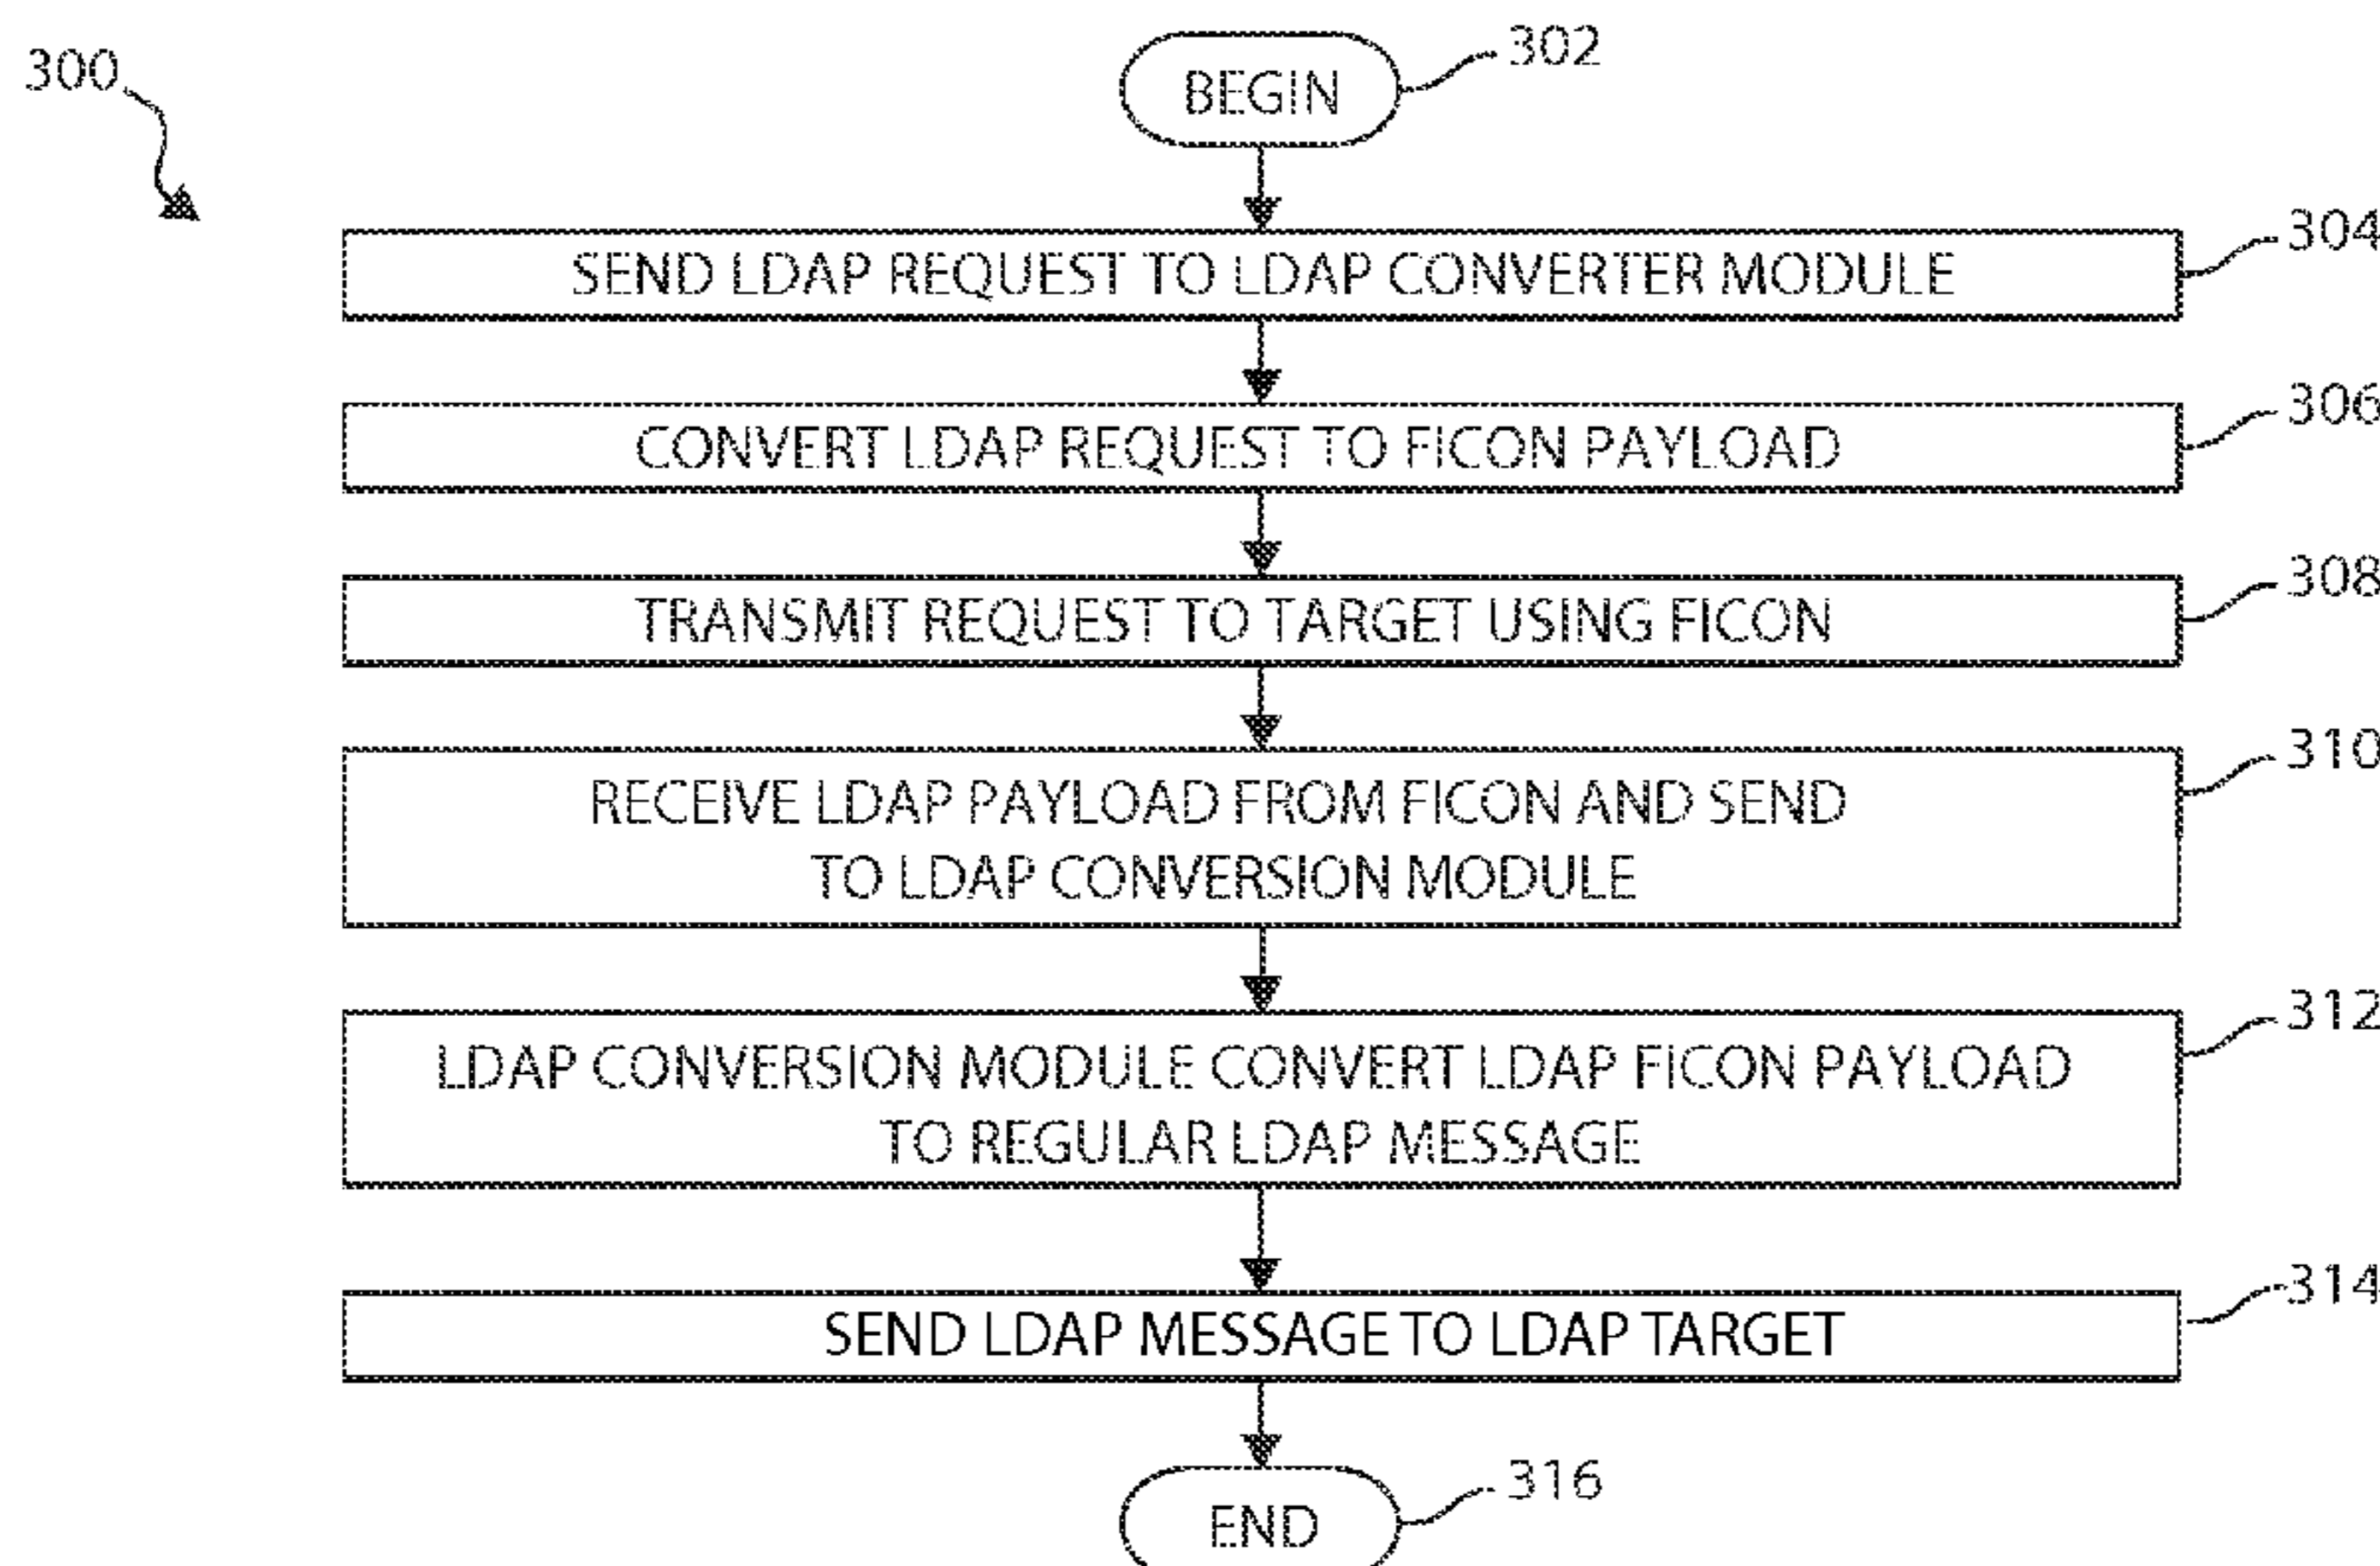 300
BEGIN
302
SEND LDAP REQUEST TO LDAP CONVERTER MODULE
304
CONVERT LDAP REQUEST TO FICON PAYLOAD
306
TRANSMIT REQUEST TO TARGET USING FICON
308
RECEIVE LDAP PAYLOAD FROM FICON AND SEND
TO LDAP CONVERSION MODULE
310
LDAP CONVERSION MODULE CONVERT LDAP FICON PAYLOAD
TO REGULAR LDAP MESSAGE
312
SEND LDAP MESSAGE TO LDAP TARGET
314
END
316